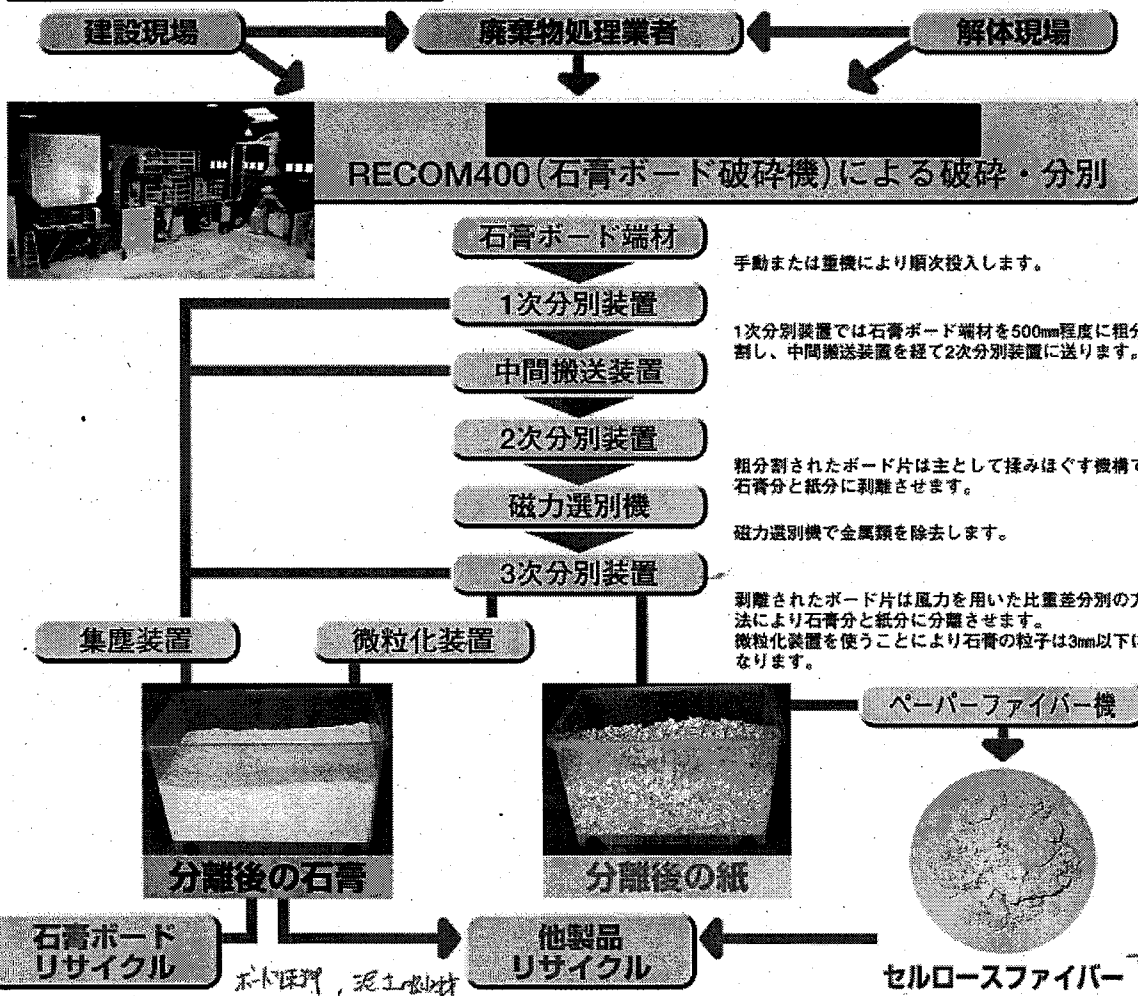 建設現場
廃棄物処理業者
解体現場
RECOM400(石膏ボード破砕機)による破砕・分別
石膏ボード端材
手動または重機により順次投入します。
1次分別装置
1次分別装置では石膏ボード端材を500mm程度に粗分
割し、中間搬送装置を経て2次分別装置に送ります。
中間搬送装置
2次分別装置
粗分割されたボード片は主として揉みほぐす機構で
石膏分と紙分に剥離させます。
磁力選別機
磁力選別機で金属類を除去します。
3次分別装置
剥離されたボード片は風力を用いた比重差分別の方
法により石膏分と紙分に分離させます。
微粒化装置を使うことにより石膏の粒子は3mm以下に
なります。
集塵装置
微粒化装置
ペーパーファイバー機
分離後の石膏
分離後の紙
石膏ボード
リサイクル
他製品
リサイクル
セルロースファイバー